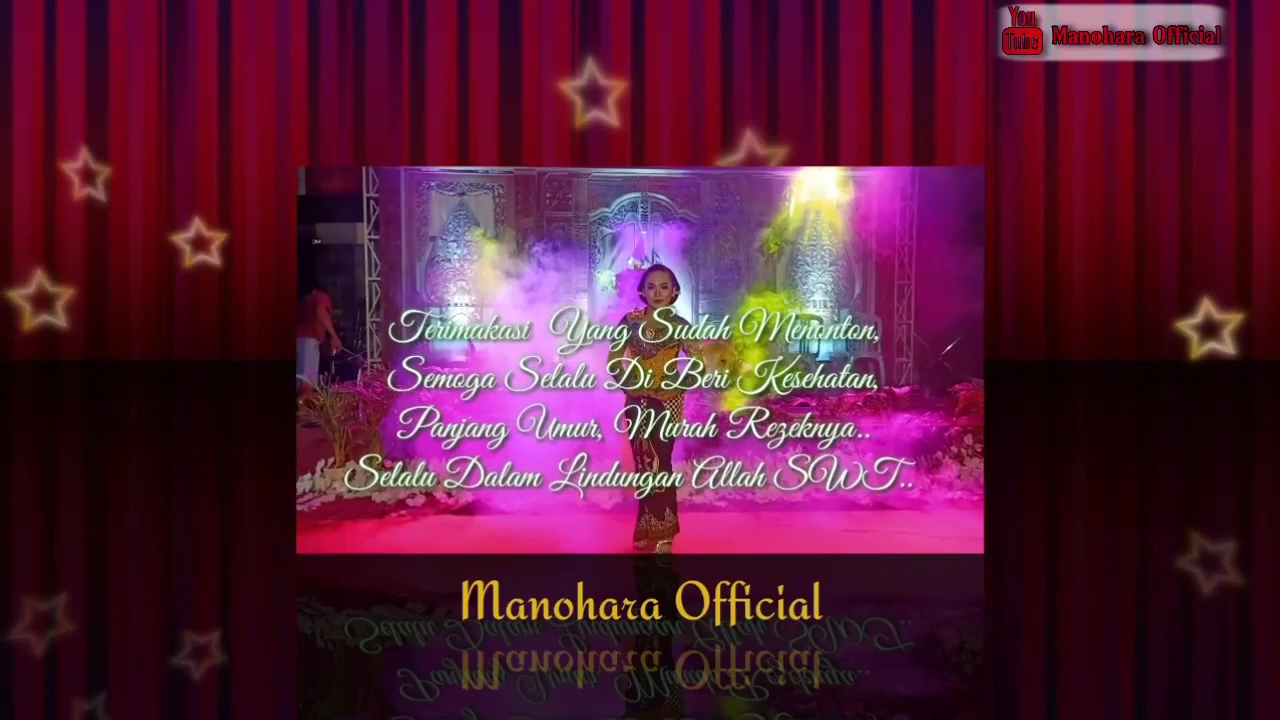 You
Tube
Manohara Official
Terimakasi Yang Sudah Menonton,
Semoga Selalu Di Beri Kesehatan,
Panjang Umur, Murah Rezeknya..
Selalu Dalam Lindungan Allah SWT..
Manohara Official